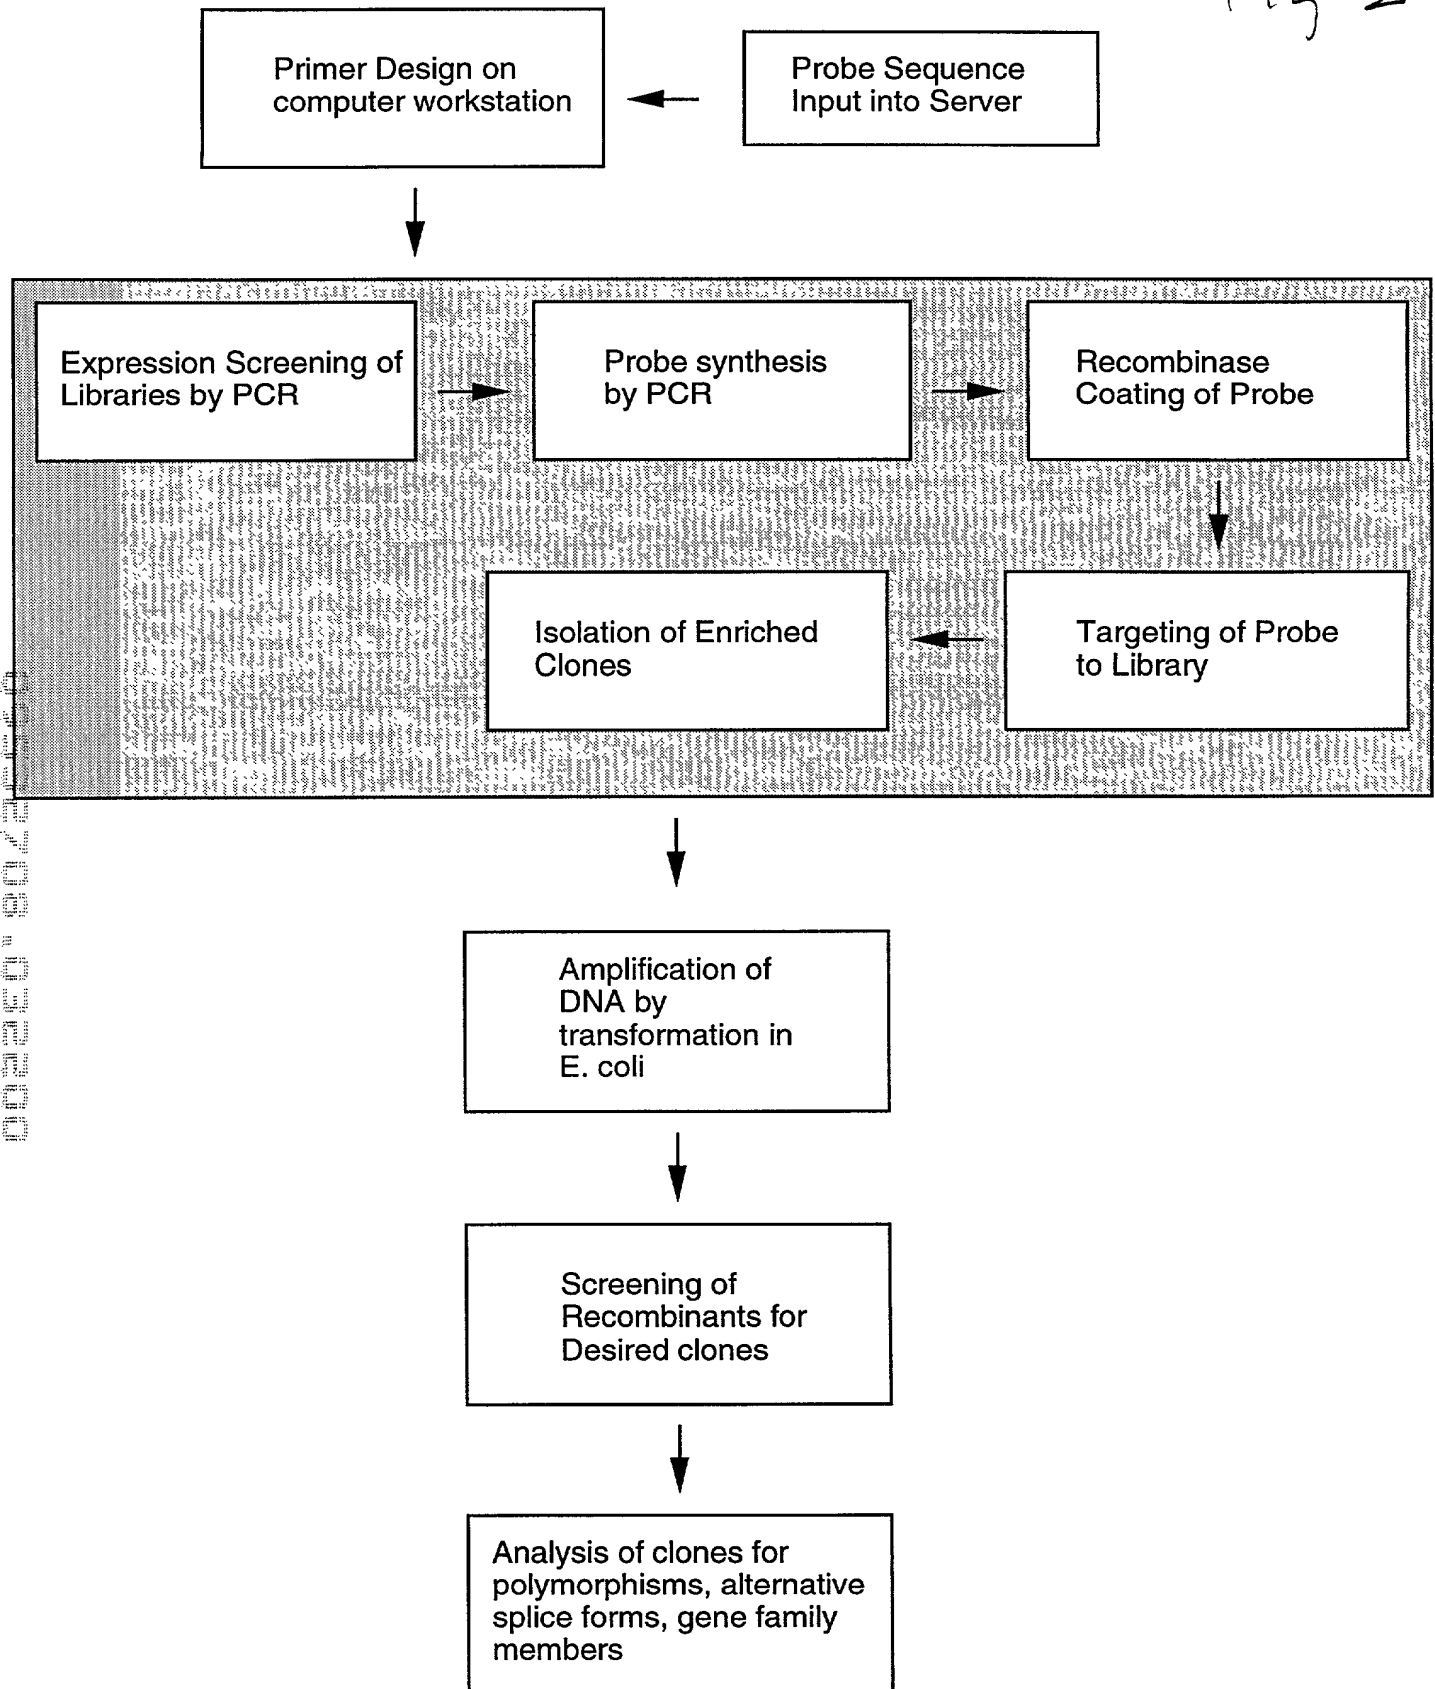 Fig 2
Primer Design on
computer workstation
Probe Sequence
Input into Server
Expression Screening of
Libraries by PCR
Probe synthesis
by PCR
Recombinase
Coating of Probe
Targeting of Probe
to Library
Isolation of Enriched
Clones
Amplification of
DNA by
transformation in
E. coli
Screening of
Recombinants for
Desired clones
Analysis of clones for
polymorphisms, alternative
splice forms, gene family
members